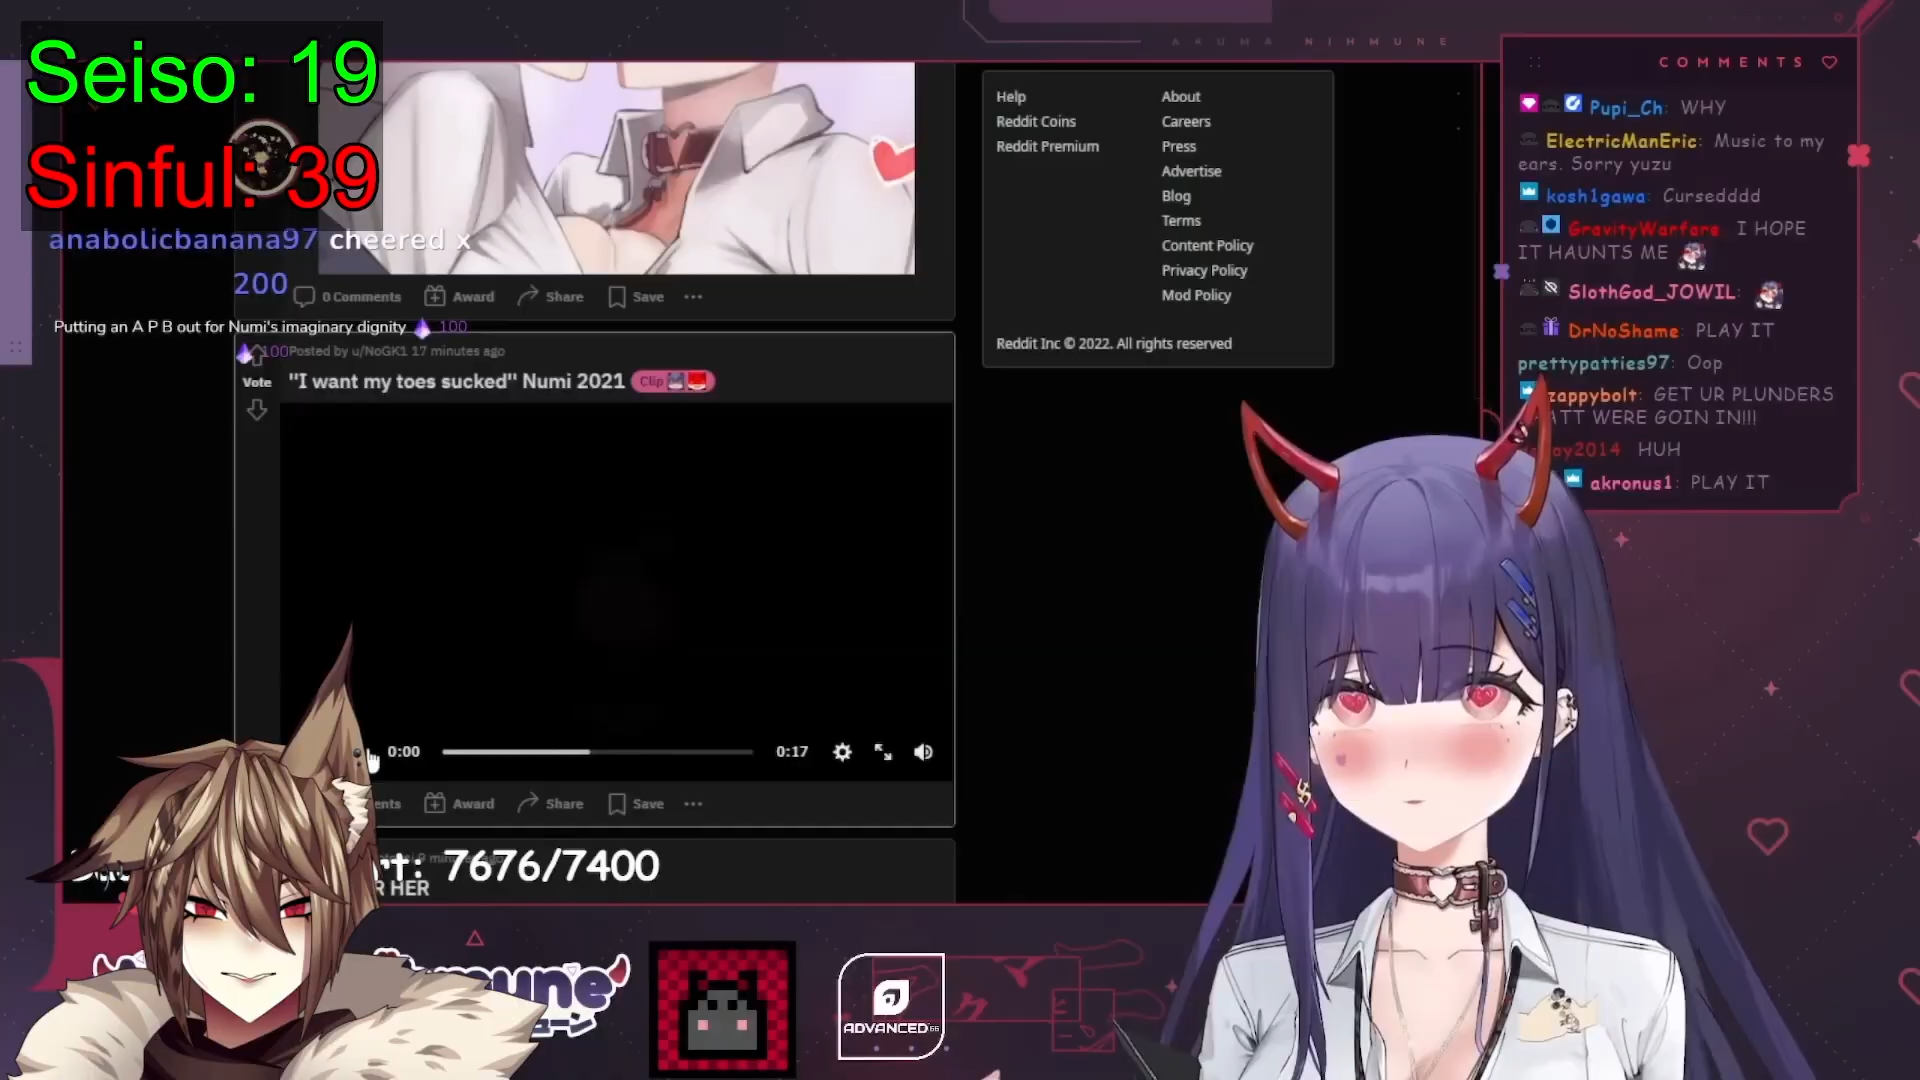 Seiso: 19
Sinful: 39
anabolicbanana97 cheered x
200
Putting an A P B out for Numi's imaginary dignity 100
100
0 Comments Award Share Save
Posted by u/NoGK1 17 minutes ago
Vote
"I want my toes sucked" Numi 2021 Clip
0:00 0:17
Award Share Save
7676/7400
R HER
Help
Reddit Coins
Reddit Premium
About
Careers
Press
Advertise
Blog
Terms
Content Policy
Privacy Policy
Mod Policy
Reddit Inc © 2022. All rights reserved
AKUMA NIHMUNE
COMMENTS
Pupi_Ch: WHY
ElectricManEric: Music to my
ears. Sorry yuzu
kosh1gawa: Cursedddd
GravityWarfare I HOPE
IT HAUNTS ME
SlothGod_JOWIL:
DrNoShame: PLAY IT
prettypatties97: Oop
zappybolt: GET UR PLUNDERS
ATT WERE GOIN IN!!!
HUH
akronus1: PLAY IT
ADVANCED